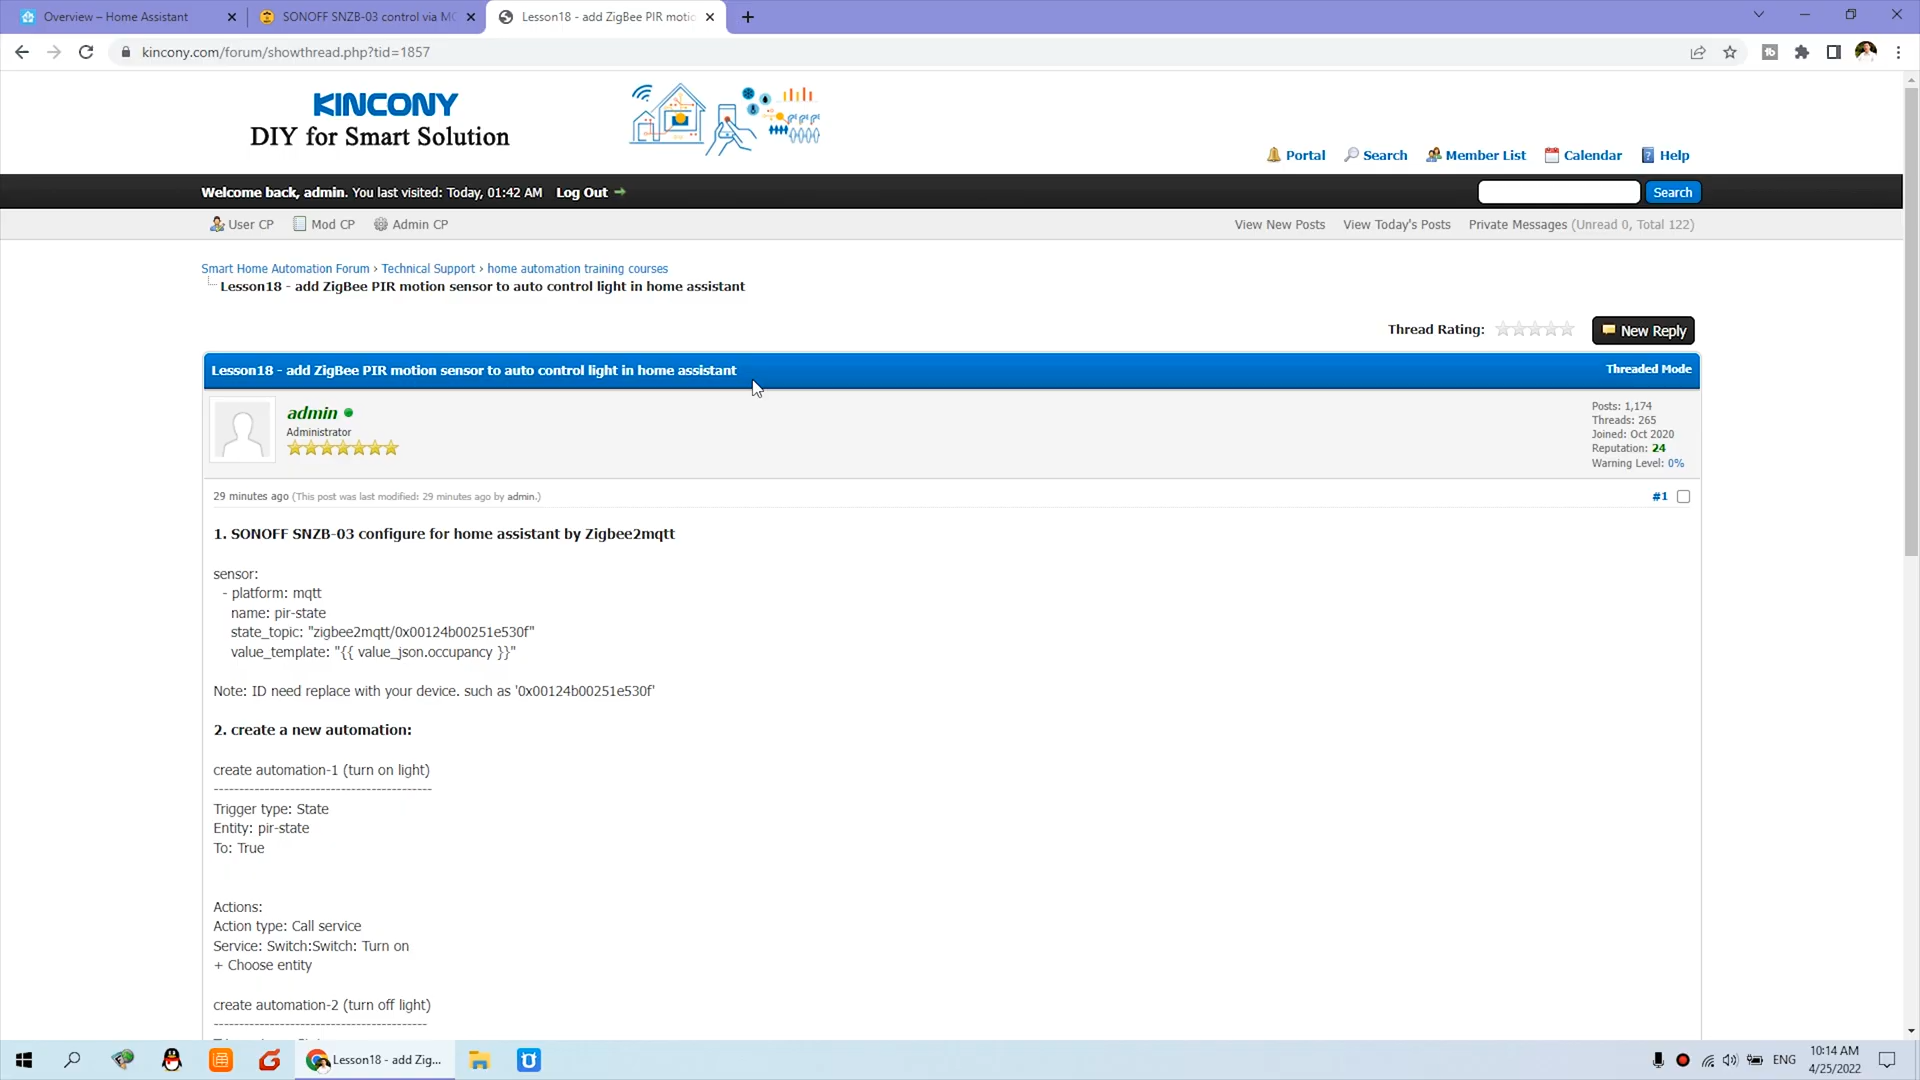 Overview – Home Assistant
SONOFF SNZB-03 control via MQ
Lesson18 - add ZigBee PIR motio
kincony.com/forum/showthread.php?tid=1857
KINCONY
DIY for Smart Solution
Portal
Search
Member List
Calendar
Help
Welcome back, admin. You last visited: Today, 01:42 AM Log Out
Search
User CP
Mod CP
Admin CP
View New Posts
View Today's Posts
Private Messages (Unread 0, Total 122)
Smart Home Automation Forum › Technical Support › home automation training courses
Lesson18 - add ZigBee PIR motion sensor to auto control light in home assistant
Thread Rating:
New Reply
Lesson18 - add ZigBee PIR motion sensor to auto control light in home assistant
Threaded Mode
admin
Administrator
Posts: 1,174
Threads: 265
Joined: Oct 2020
Reputation: 24
Warning Level: 0%
29 minutes ago (This post was last modified: 29 minutes ago by admin.)
#1
1. SONOFF SNZB-03 configure for home assistant by Zigbee2mqtt
sensor:
- platform: mqtt
name: pir-state
state_topic: "zigbee2mqtt/0x00124b00251e530f"
value_template: "{{ value_json.occupancy }}"
Note: ID need replace with your device. such as '0x00124b00251e530f'
2. create a new automation:
create automation-1 (turn on light)
-------------------------------------------
Trigger type: State
Entity: pir-state
To: True
Actions:
Action type: Call service
Service: Switch:Switch: Turn on
+ Choose entity
create automation-2 (turn off light)
------------------------------------------
Lesson18 - add Zig...
ENG
10:14 AM
4/25/2022